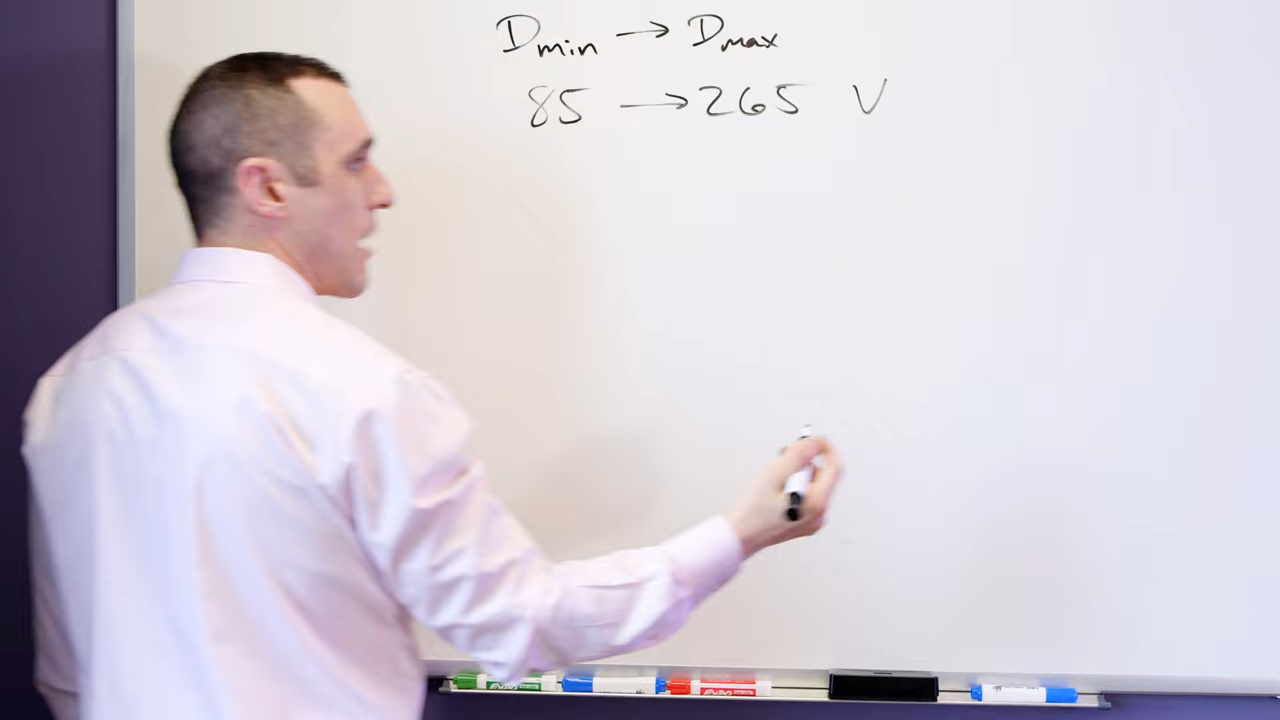 Dmin → Dmax
85 → 265 V